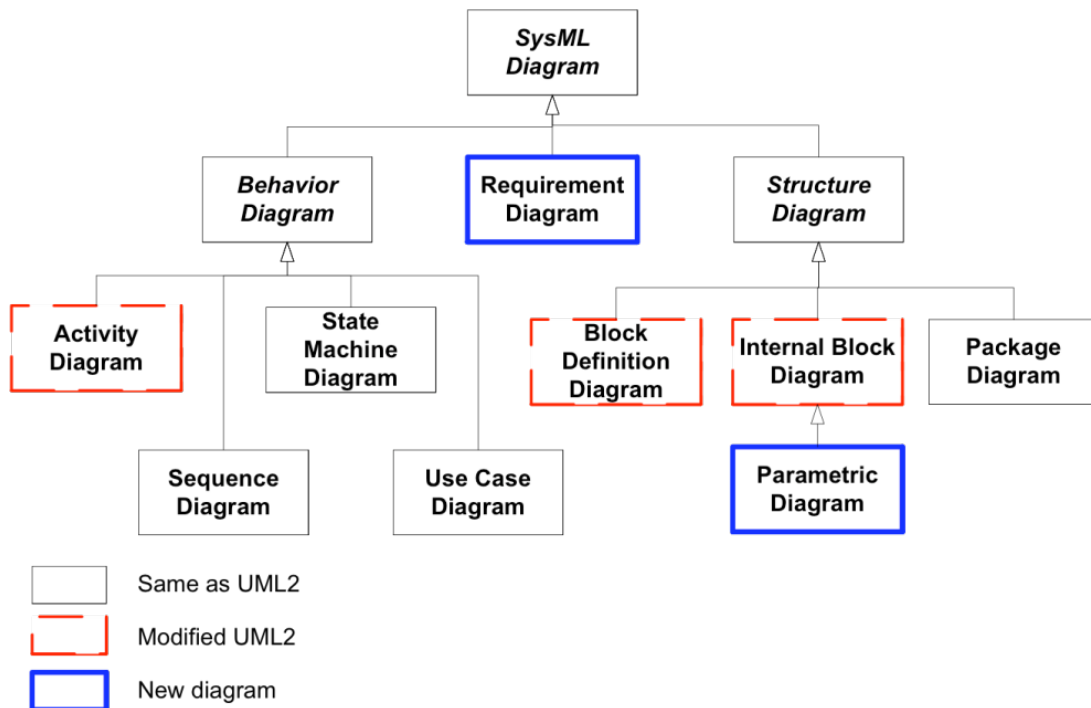 SysML
Diagram
Behavior
Diagram
Requirement
Diagram
Structure
Diagram
Activity
Diagram
State
Machine
Diagram
Block
Definition
Diagram
Internal Block
Diagram
Package
Diagram
Sequence
Diagram
Use Case
Diagram
Parametric
Diagram
Same as UML2
Modified UML2
New diagram